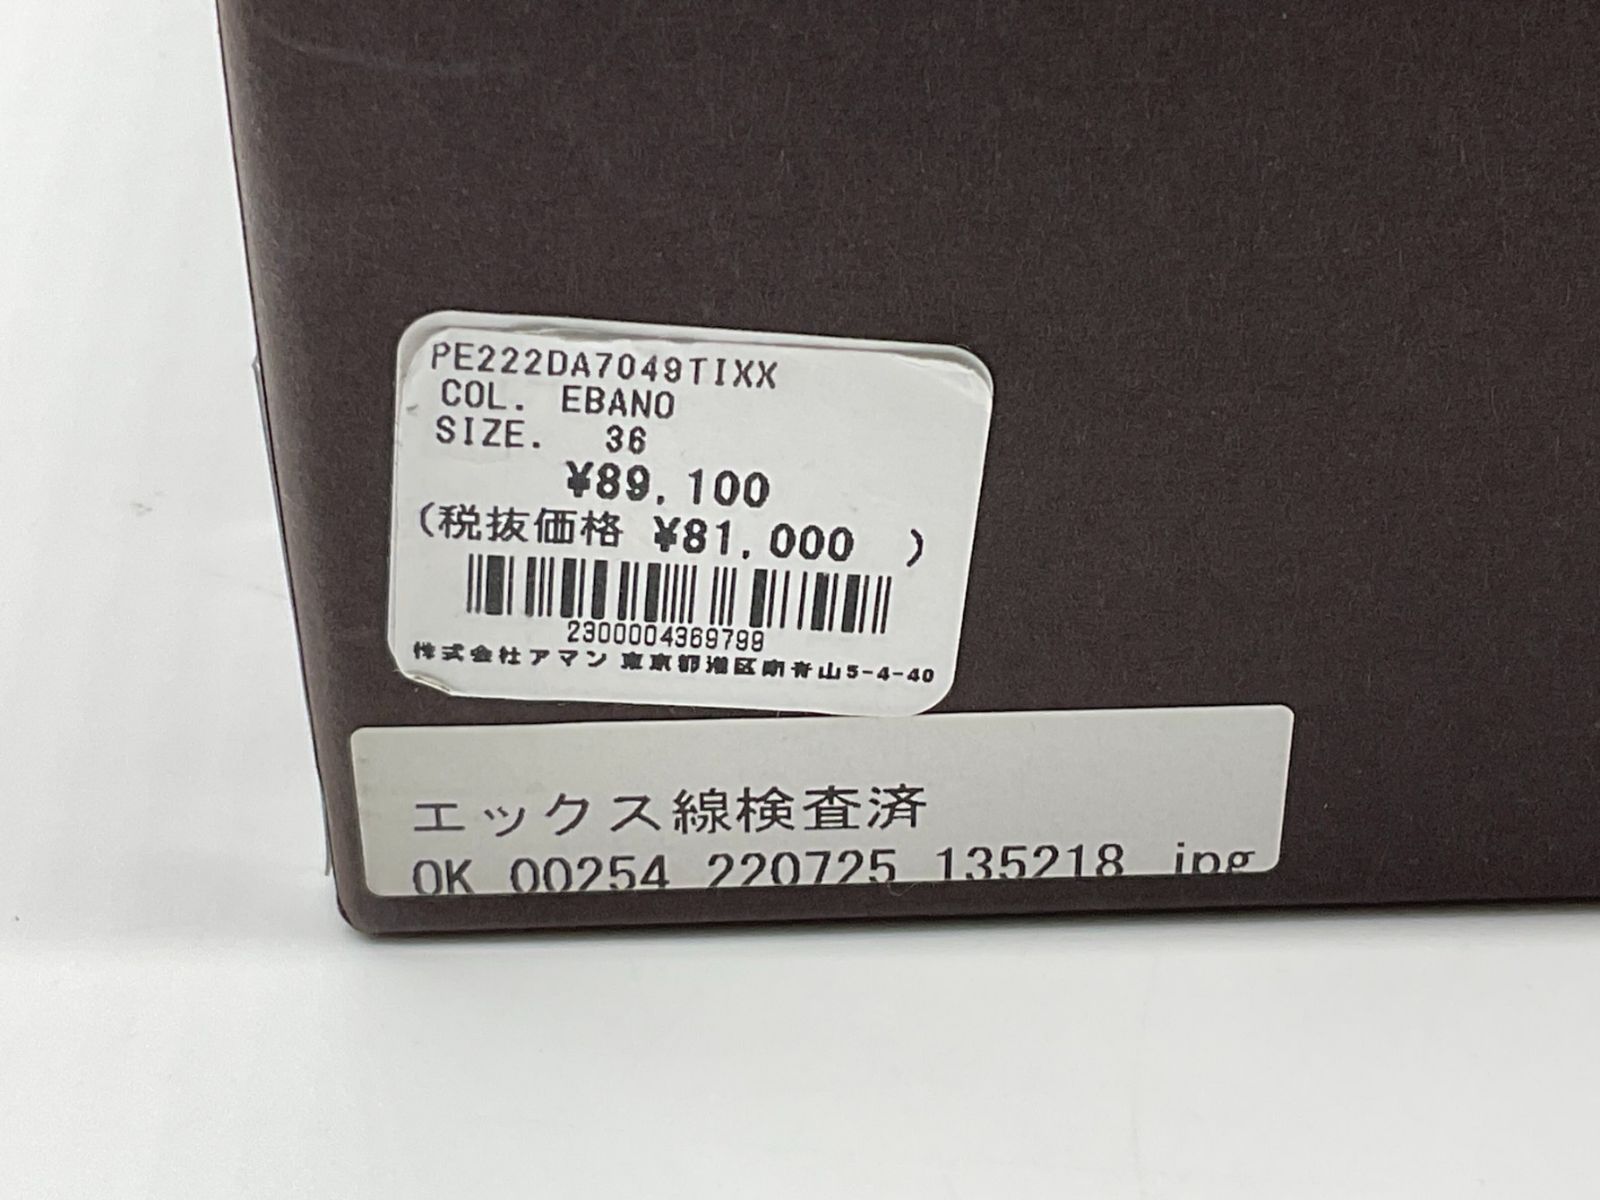 PE222DA7049TIXX
COL. EBANO
SIZE. 36
¥89,100
(税抜価格 ¥81,000 )
2300004369799
株式会社アマン 東京都港区南青山5-4-40
エックス線検査済
OK 00254 220725 135218 .jpg